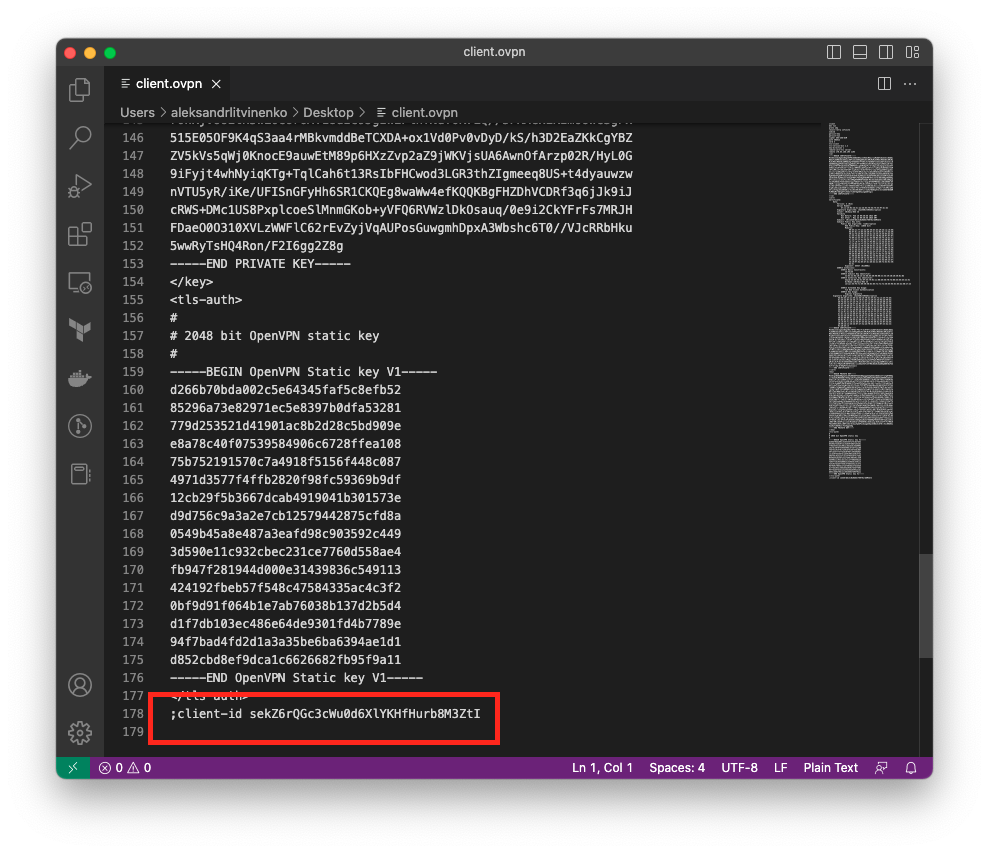 client.ovpn
client.ovpn
Users > aleksandrlitvinenko > Desktop > client.ovpn
146 515E05OF9K4qS3aa4rMBkvmddBeTCXDA+ox1Vd0Pv0vDyD/kS/h3D2EaZKkCgYBZ
147 ZV5kVs5qWj0KnocE9auwEtM89p6HXzZvp2aZ9jWKVjsUA6AwnOfArzp02R/HyL0G
148 9iFyjt4whNyiqKTg+TqlCah6t13RsIbFHCwod3LGR3thZIgmeeq8US+t4dyauwzw
149 nVTU5yR/iKe/UFISnGFyHh6SR1CKQEg8waWw4efKQQKBgFHZDhVCDRf3q6jJk9iJ
150 cRWS+DMc1US8PxplcoeSlMnmGKob+yVFQ6RVWzlDkOsauq/0e9i2CkYFrFs7MRJH
151 FDaeO0O310XVLzWWFlC62rEvZyjVqAUPosGuwgmhDpxA3Wbshc6T0//VJcRRbHku
152 5wwRyTsHQ4Ron/F2I6gg2Z8g
153 -----END PRIVATE KEY-----
154 </key>
155 <tls-auth>
156 #
157 # 2048 bit OpenVPN static key
158 #
159 -----BEGIN OpenVPN Static key V1-----
160 d266b70bda002c5e64345faf5c8efb52
161 85296a73e82971ec5e8397b0dfa53281
162 779d253521d41901ac8b2d28c5bd909e
163 e8a78c40f07539584906c6728ffea108
164 75b752191570c7a4918f5156f448c087
165 4971d3577f4ffb2820f98fc59369b9df
166 12cb29f5b3667dcab4919041b301573e
167 d9d756c9a3a2e7cb12579442875cfd8a
168 0549b45a8e487a3eafd98c903592c449
169 3d590e11c932cbec231ce7760d558ae4
170 fb947f281944d000e31439836c549113
171 424192fbeb57f548c47584335ac4c3f2
172 0bf9d91f064b1e7ab76038b137d2b5d4
173 d1f7db103ec486e64de9301fd4b7789e
174 94f7bad4fd2d1a3a35be6ba6394ae1d1
175 d852cbd8ef9dca1c6626682fb95f9a11
176 -----END OpenVPN Static key V1-----
177 </tls-auth>
178 ;client-id sekZ6rQGc3cWu0d6XlYKHfHurb8M3ZtI
179
0 0 Ln 1, Col 1 Spaces: 4 UTF-8 LF Plain Text